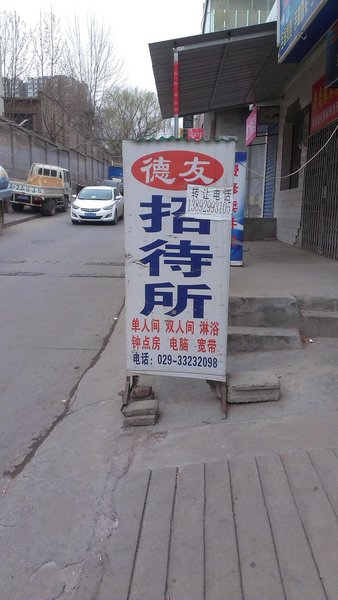 德友
转让电话
13892993105
招待所
单人间 双人间 淋浴
钟点房 电脑 宽带
电话：029-33232098